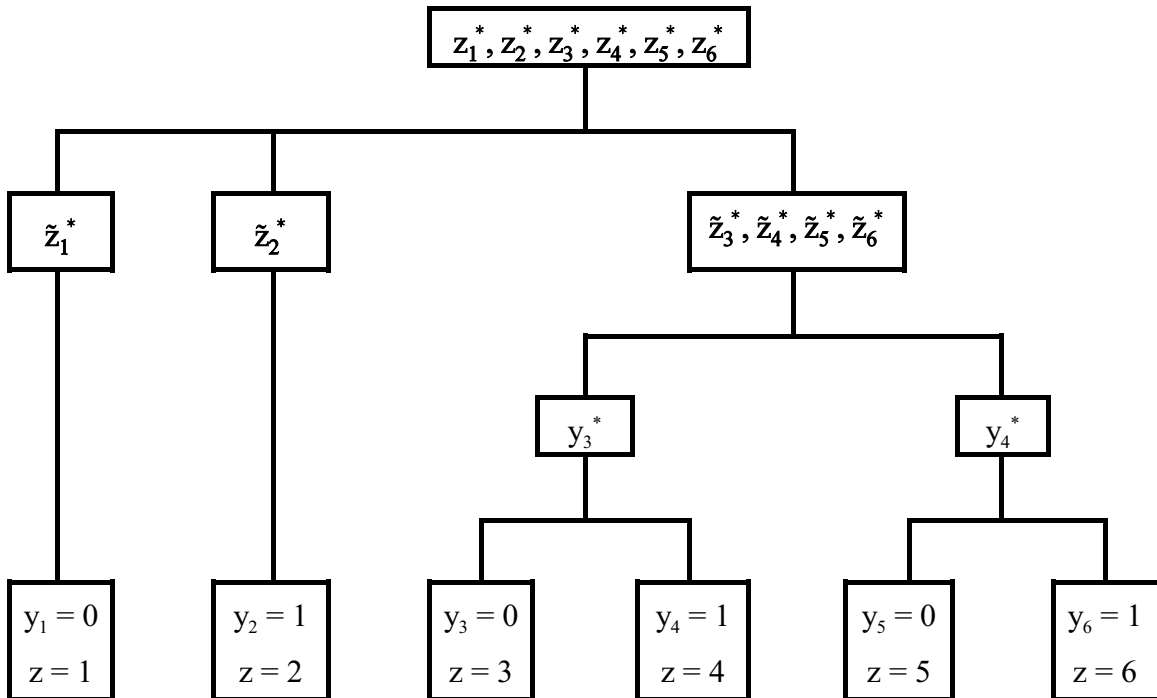 z₁*, z₂*, z₃*, z₄*, z₅*, z₆*
z̃₁*
z̃₂*
z̃₃*, z̃₄*, z̃₅*, z̃₆*
y₃*
y₄*
y₁ = 0
z = 1
y₂ = 1
z = 2
y₃ = 0
z = 3
y₄ = 1
z = 4
y₅ = 0
z = 5
y₆ = 1
z = 6